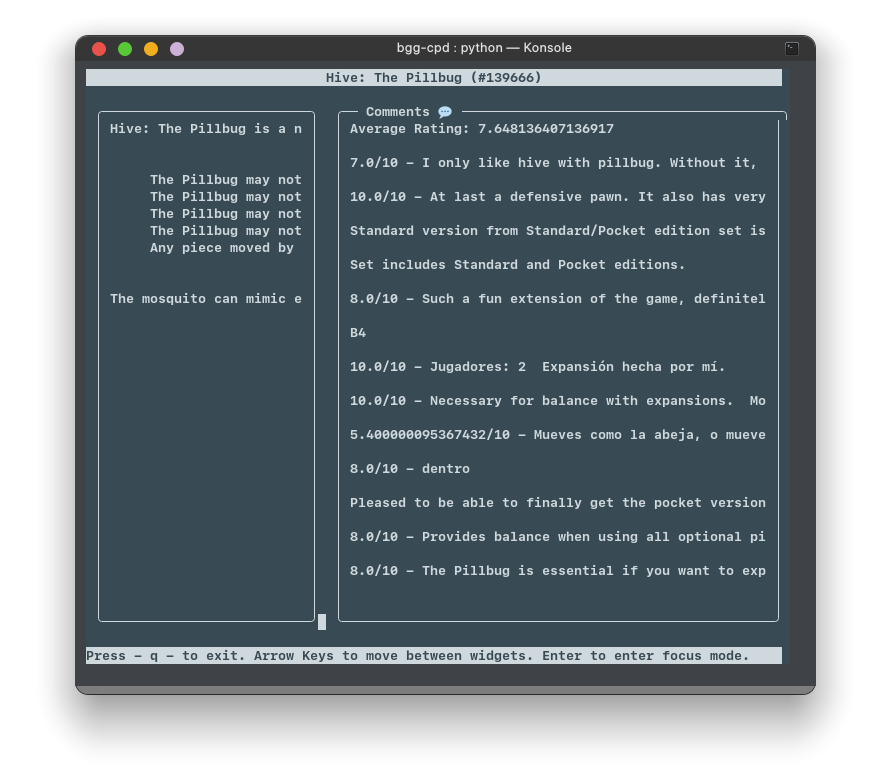 bgg-cpd : python — Konsole
Hive: The Pillbug (#139666)
Hive: The Pillbug is a n
The Pillbug may not
The Pillbug may not
The Pillbug may not
The Pillbug may not
Any piece moved by
The mosquito can mimic e
Comments 💬
Average Rating: 7.648136407136917
7.0/10 – I only like hive with pillbug. Without it,
10.0/10 – At last a defensive pawn. It also has very
Standard version from Standard/Pocket edition set is
Set includes Standard and Pocket editions.
8.0/10 – Such a fun extension of the game, definitel
B4
10.0/10 – Jugadores: 2  Expansión hecha por mí.
10.0/10 – Necessary for balance with expansions.  Mo
5.400000095367432/10 – Mueves como la abeja, o mueve
8.0/10 – dentro
Pleased to be able to finally get the pocket version
8.0/10 – Provides balance when using all optional pi
8.0/10 – The Pillbug is essential if you want to exp
Press – q – to exit. Arrow Keys to move between widgets. Enter to enter focus mode.